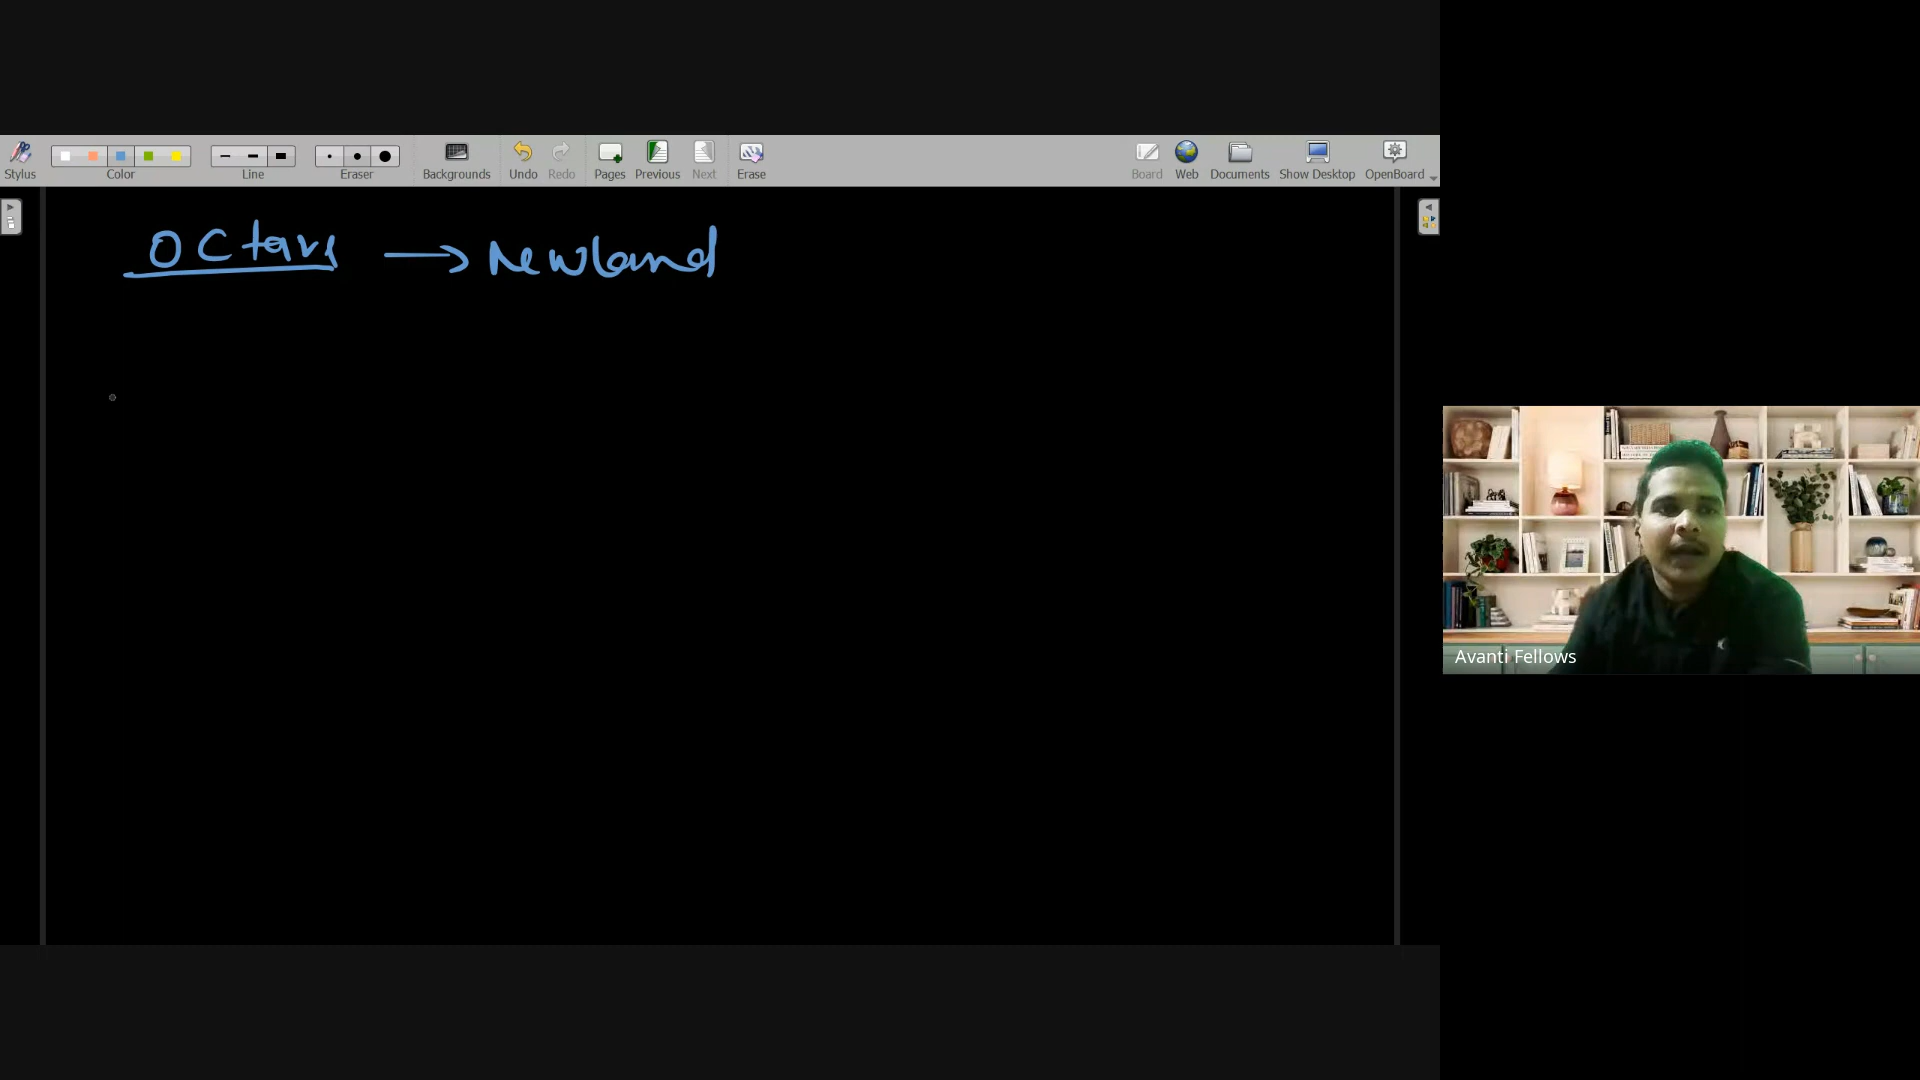 Stylus Color Line Eraser Backgrounds Undo Redo Pages Previous Next Erase Board Web Documents Show Desktop OpenBoard
Octavs → Newland
Avanti Fellows